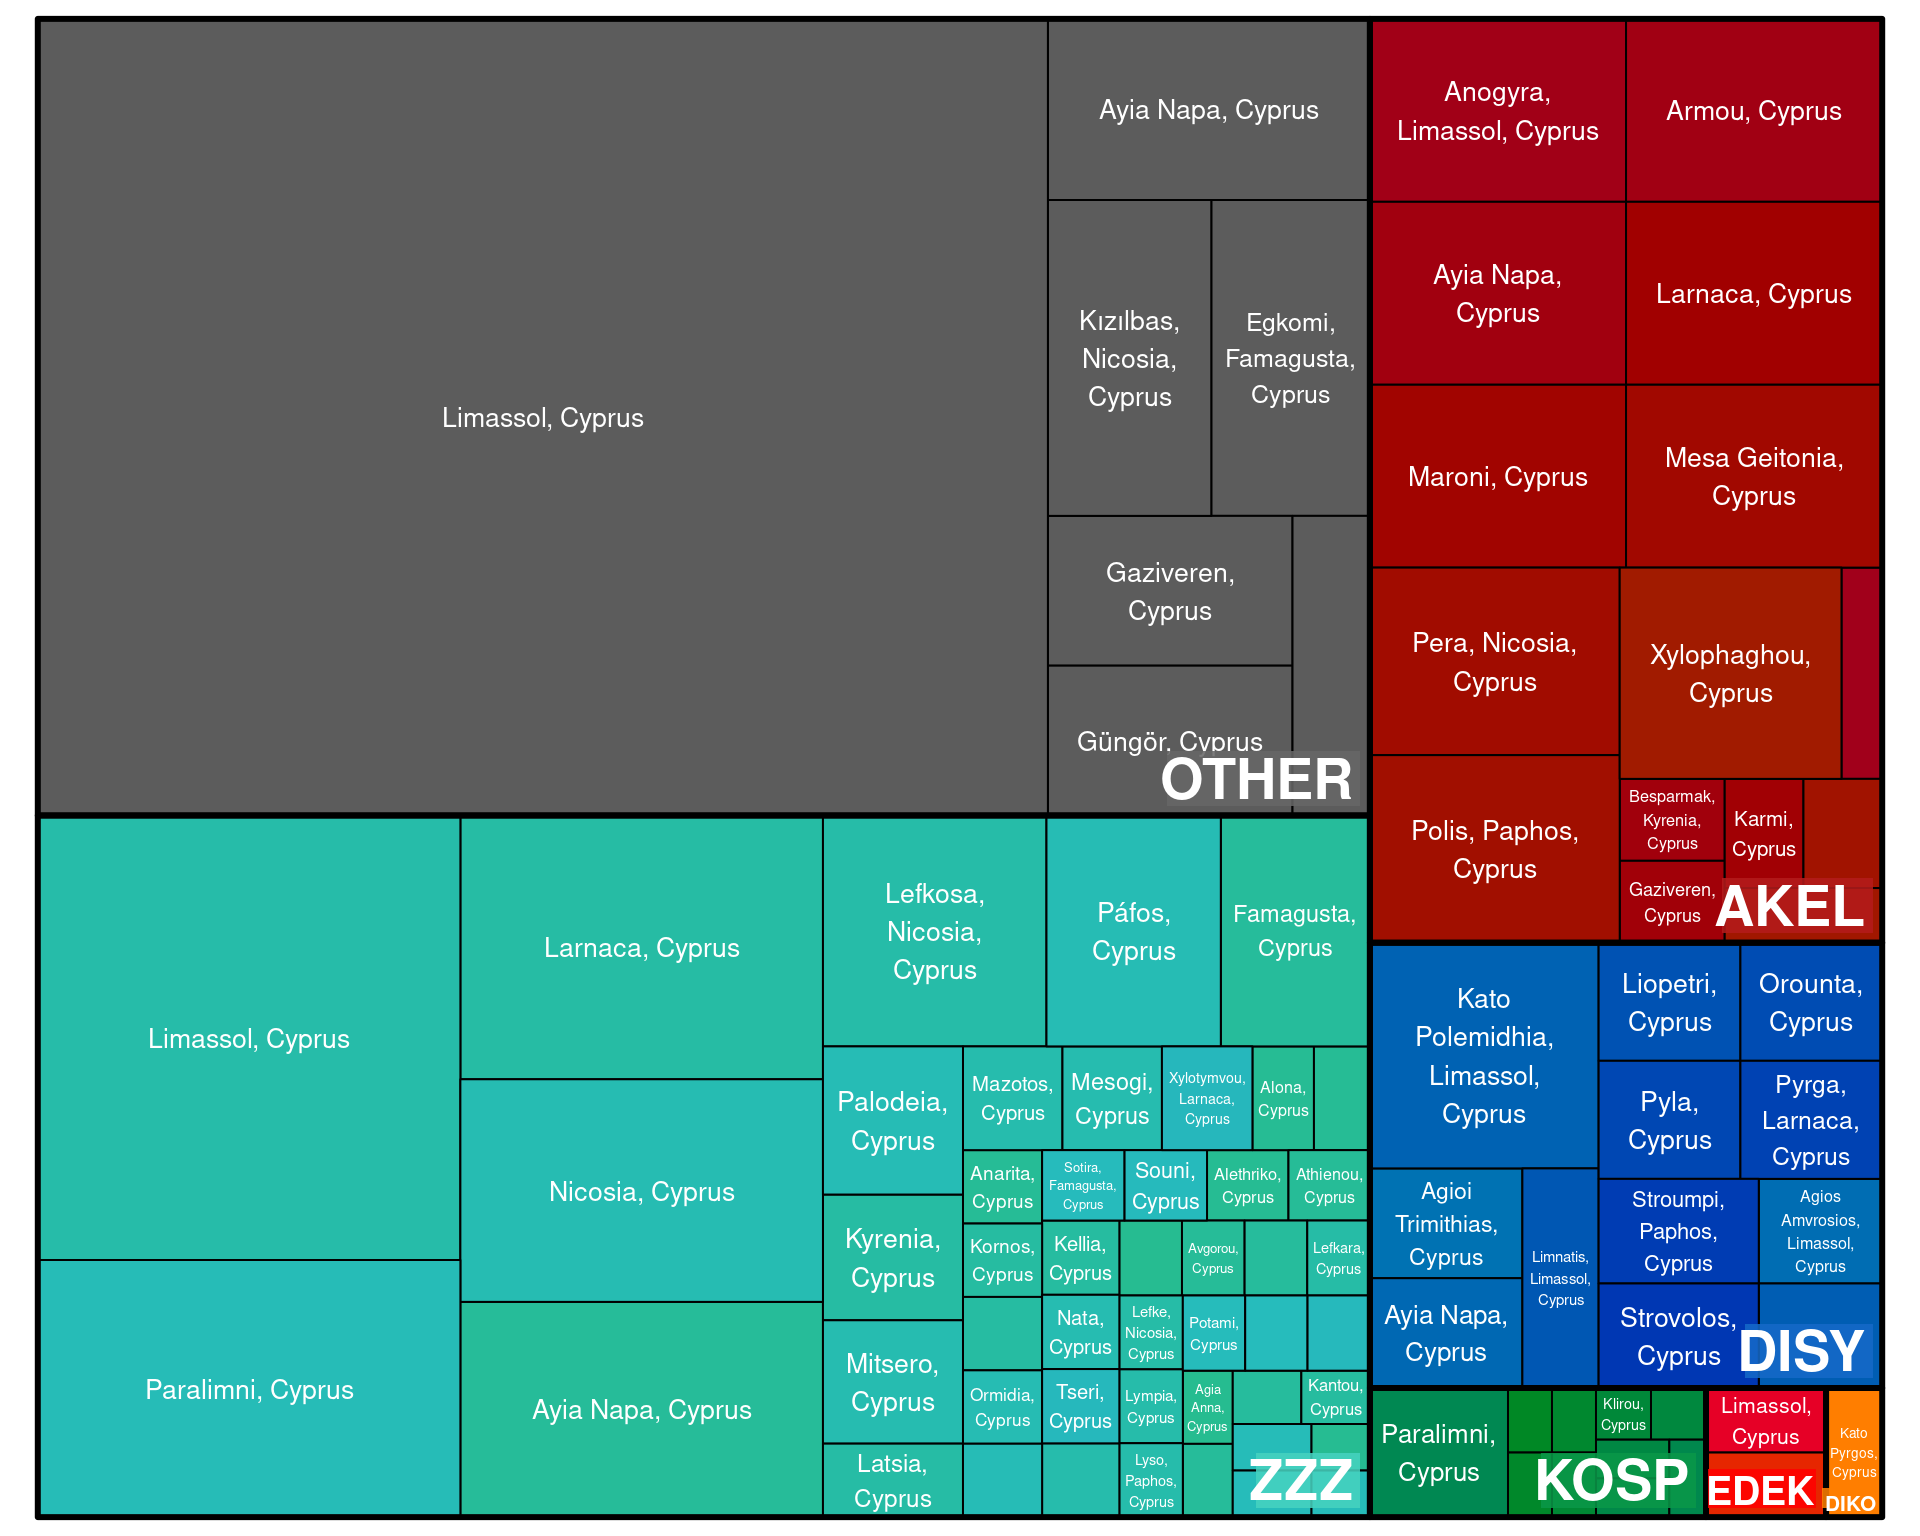 Limassol, Cyprus
Ayia Napa, Cyprus
Kızılbas,
Nicosia,
Cyprus
Egkomi,
Famagusta,
Cyprus
Gaziveren,
Cyprus
Güngör, Cyprus
OTHER
Anogyra,
Limassol, Cyprus
Armou, Cyprus
Ayia Napa,
Cyprus
Larnaca, Cyprus
Maroni, Cyprus
Mesa Geitonia,
Cyprus
Pera, Nicosia,
Cyprus
Xylophaghou,
Cyprus
Polis, Paphos,
Cyprus
Besparmak,
Kyrenia,
Cyprus
Karmi,
Cyprus
Gaziveren,
Cyprus
AKEL
Limassol, Cyprus
Larnaca, Cyprus
Lefkosa,
Nicosia,
Cyprus
Páfos,
Cyprus
Famagusta,
Cyprus
Nicosia, Cyprus
Paralimni, Cyprus
Ayia Napa, Cyprus
Palodeia,
Cyprus
Mazotos,
Cyprus
Mesogi,
Cyprus
Xylotymvou,
Larnaca,
Cyprus
Alona,
Cyprus
Kyrenia,
Cyprus
Anarita,
Cyprus
Sotira,
Famagusta,
Cyprus
Souni,
Cyprus
Alethriko,
Cyprus
Athienou,
Cyprus
Kornos,
Cyprus
Kellia,
Cyprus
Avgorou,
Cyprus
Lefkara,
Cyprus
Mitsero,
Cyprus
Nata,
Cyprus
Lefke,
Nicosia,
Cyprus
Potami,
Cyprus
Ormidia,
Cyprus
Tseri,
Cyprus
Lympia,
Cyprus
Agia
Anna,
Cyprus
Kantou,
Cyprus
Latsia,
Cyprus
Lyso,
Paphos,
Cyprus
ZZZ
Kato
Polemidhia,
Limassol,
Cyprus
Liopetri,
Cyprus
Orounta,
Cyprus
Pyla,
Cyprus
Pyrga,
Larnaca,
Cyprus
Agioi
Trimithias,
Cyprus
Limnatis,
Limassol,
Cyprus
Stroumpi,
Paphos,
Cyprus
Agios
Amvrosios,
Limassol,
Cyprus
Ayia Napa,
Cyprus
Strovolos,
Cyprus
DISY
Paralimni,
Cyprus
Klirou,
Cyprus
KOSP
Limassol,
Cyprus
EDEK
Kato
Pyrgos,
Cyprus
DIKO